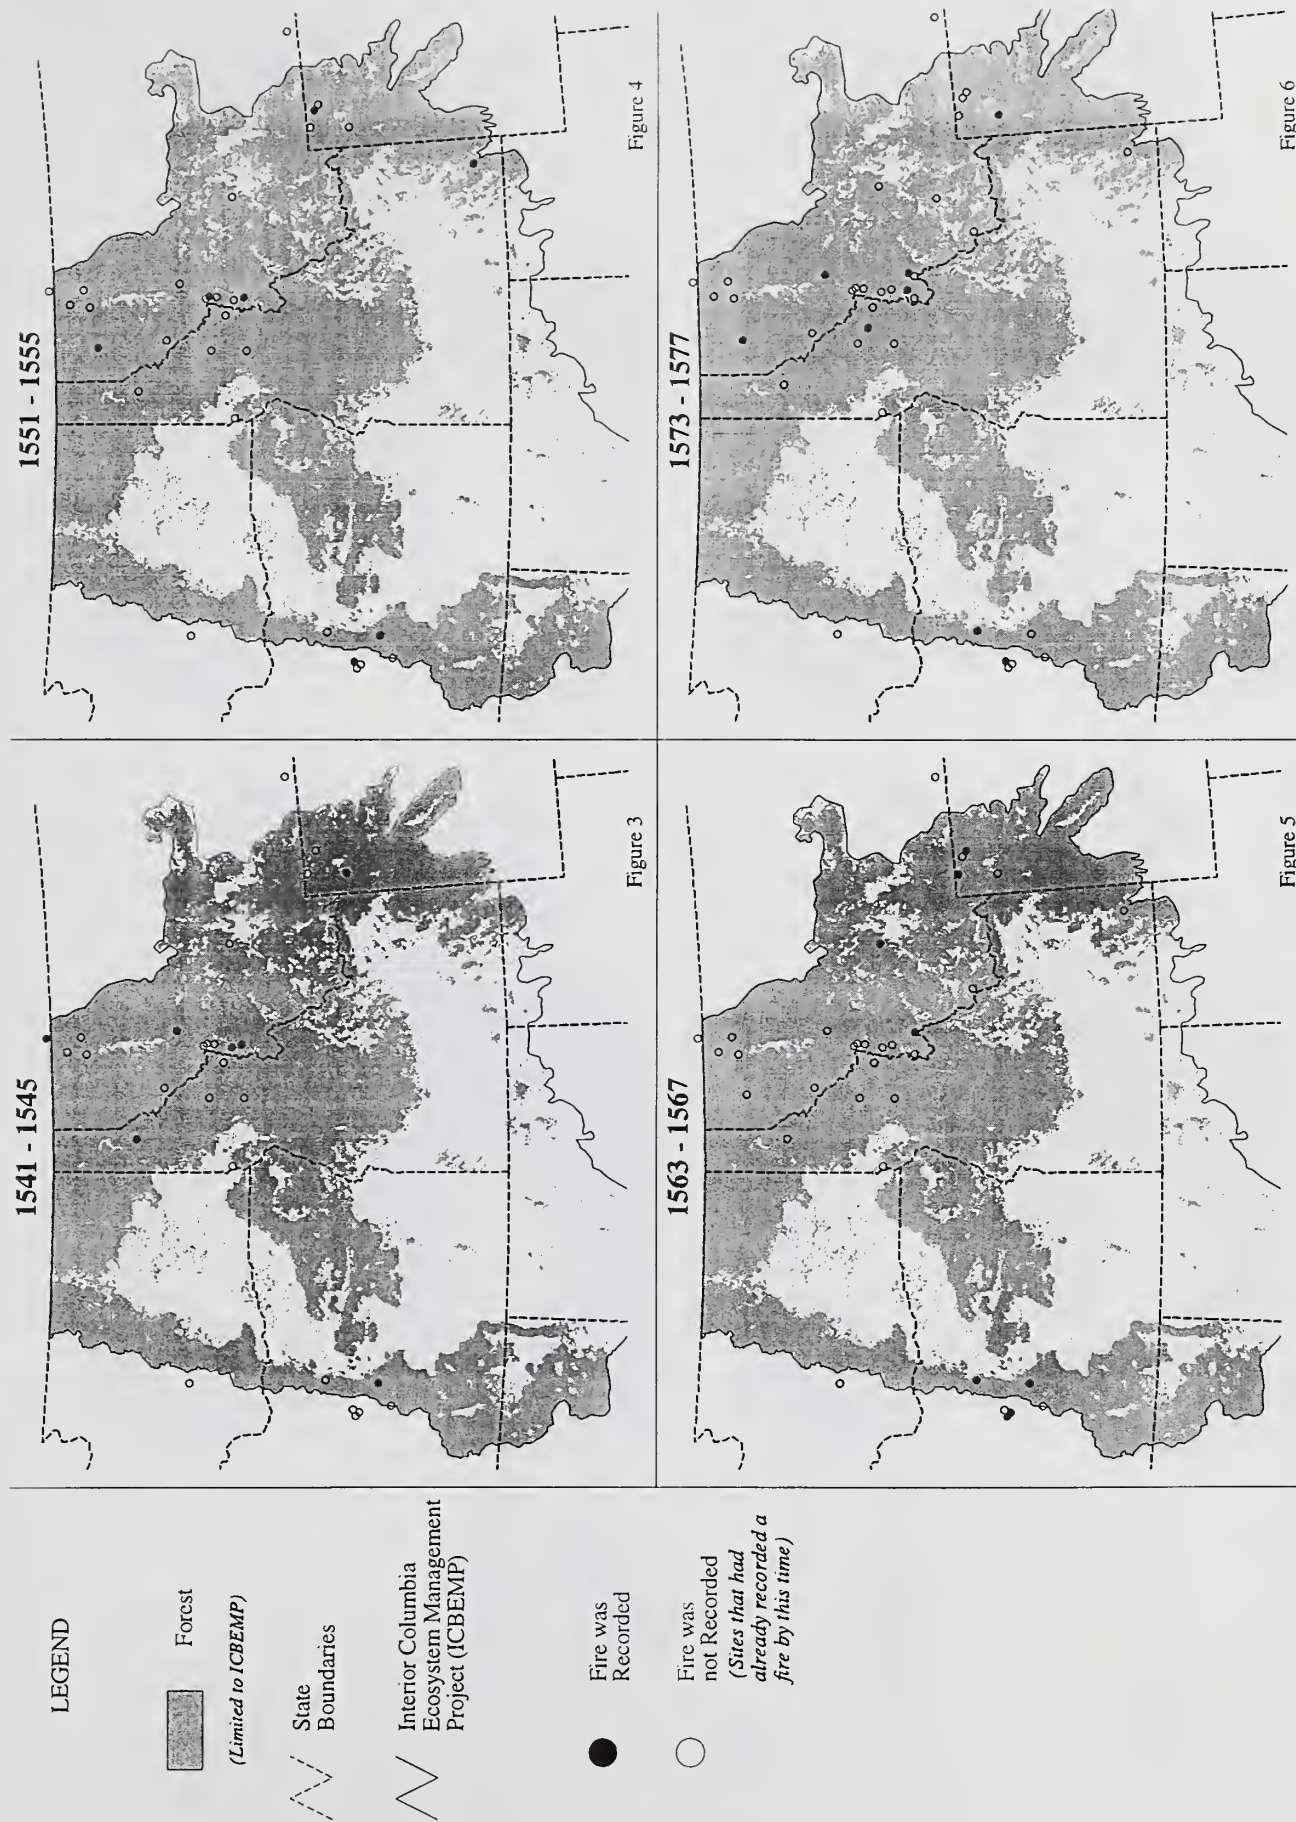 LEGEND
Forest
(Limited to ICBEMP)
State
Boundaries
Interior Columbia
Ecosystem Management
Project (ICBEMP)
Fire was
Recorded
Fire was
not Recorded
(Sites that had
already recorded a
fire by this time)
1541 - 1545
Figure 3
1551 - 1555
Figure 4
1563 - 1567
Figure 5
1573 - 1577
Figure 6